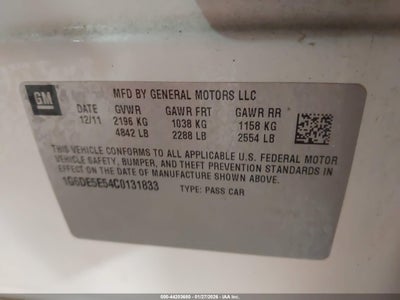 GM
MFD BY GENERAL MOTORS LLC
DATE GVWR GAWR FRT GAWR RR
12/11 2196 KG 1038 KG 1158 KG
4842 LB 2288 LB 2554 LB
THIS VEHICLE CONFORMS TO ALL APPLICABLE U.S. FEDERAL MOTOR
VEHICLE SAFETY, BUMPER, AND THEFT PREVENTION STANDARDS IN
EFFECT ON THE DATE OF MANUFACTURE SHOWN ABOVE.
1G6DE5E54C0131833 TYPE: PASS CAR
000-44203680 - 01/27/2026 - IAA Inc.